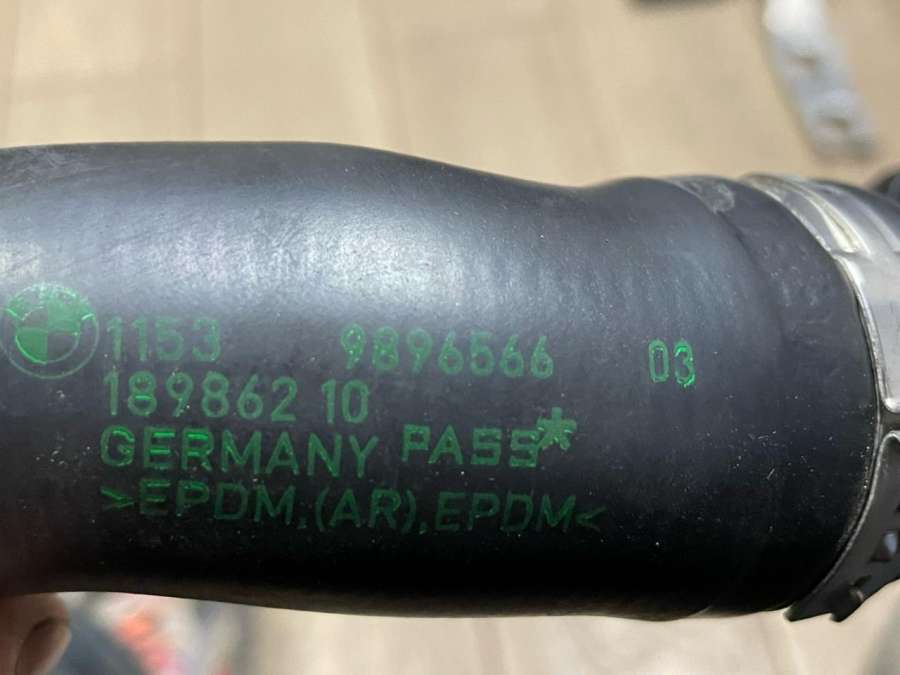 1153 9896566 03
189862 10
GERMANY PASS*
>EPDM,(AR),EPDM<